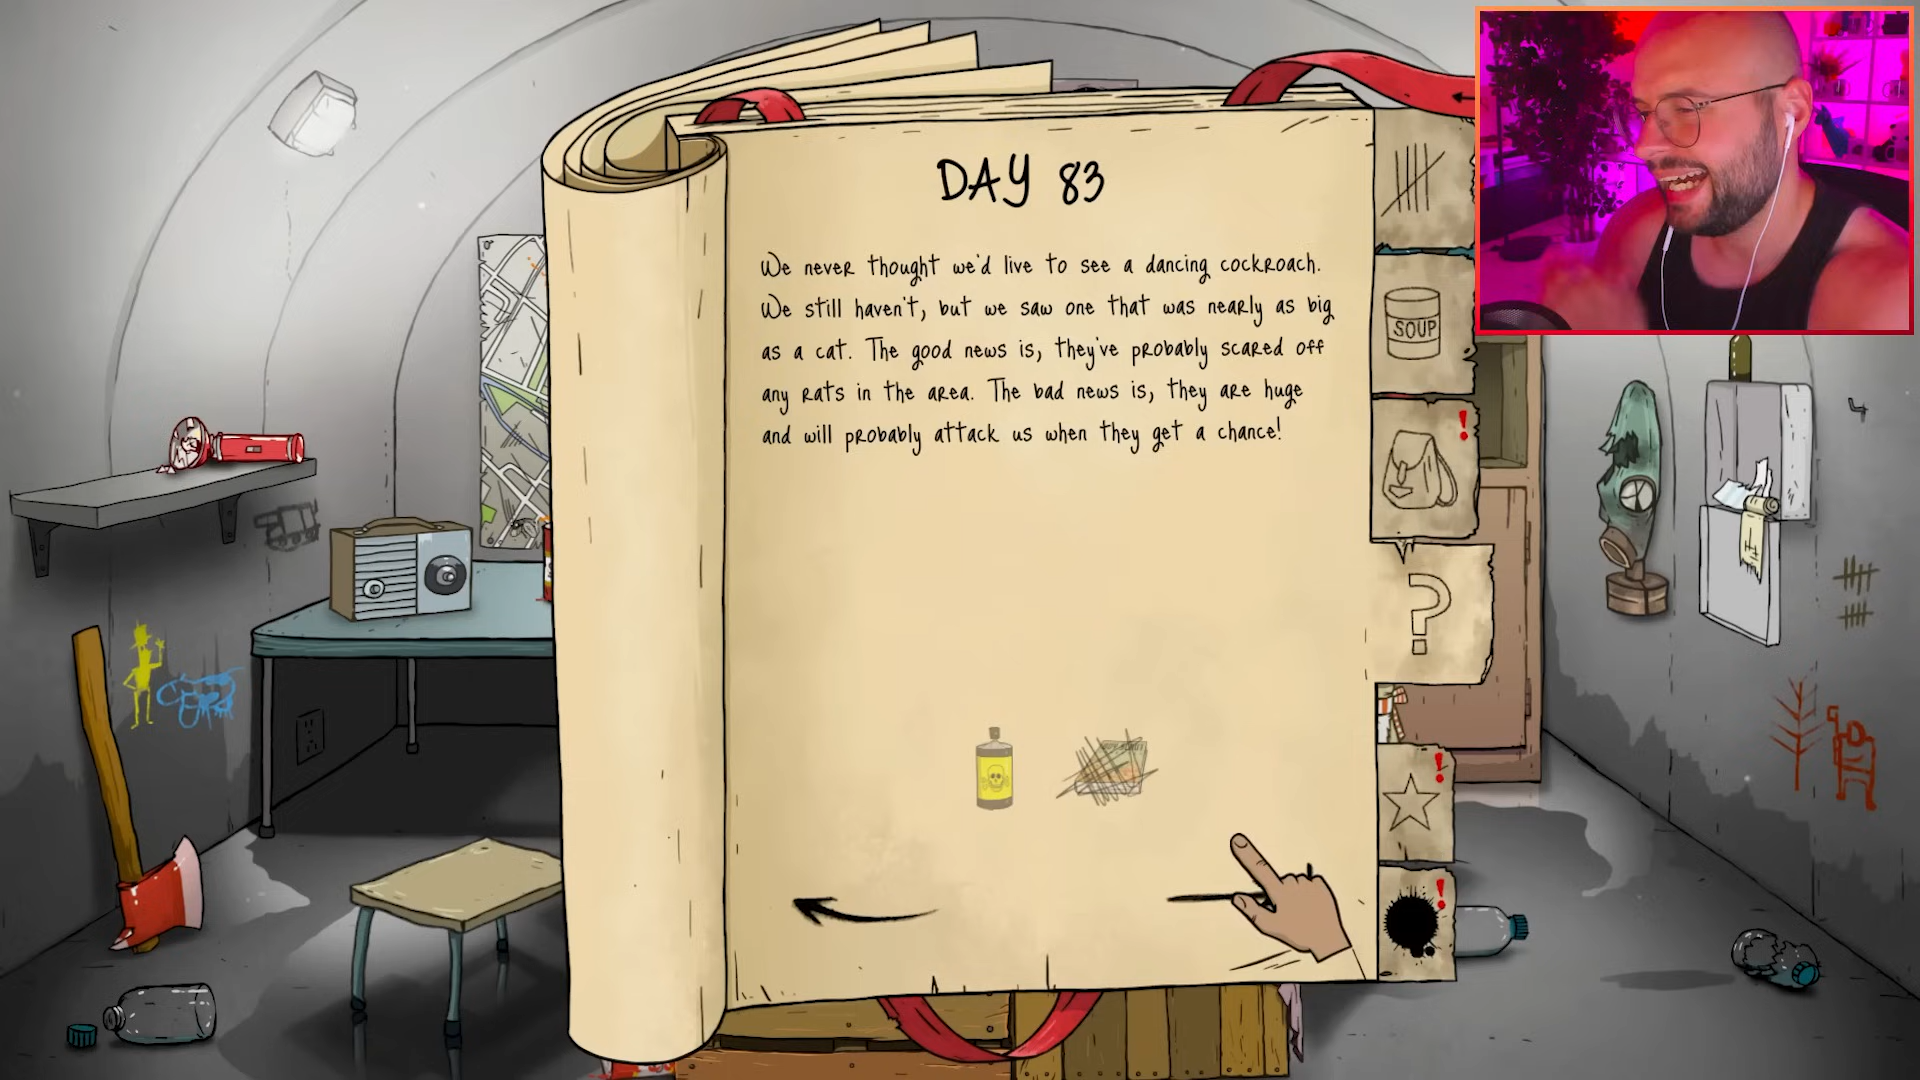 DAY 83
We never thought we'd live to see a dancing cockroach.
We still haven't, but we saw one that was nearly as big
as a cat. The good news is, they've probably scared off
any rats in the area. The bad news is, they are huge
and will probably attack us when they get a chance!
SOUP
!
?
!
!